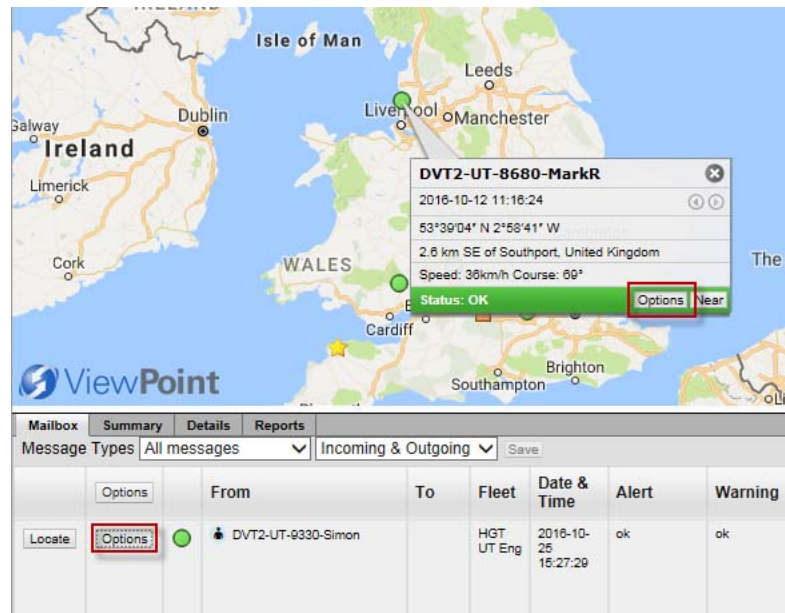 Isle of Man
Leeds
Galway
Dublin
Liverpool
Manchester
Ireland
Limerick
DVT2-UT-8680-MarkR
2016-10-12 11:16:24
53°39'04" N 2°58'41" W
2.6 km SE of Southport, United Kingdom
Cork
WALES
The
Speed: 36km/h Course: 69°
Status: OK Options Near
Cardiff
ViewPoint
Brighton
Southampton
Mailbox Summary Details Reports
Message Types All messages Incoming & Outgoing Save
Options From To Fleet Date & Time Alert Warning
Locate Options DVT2-UT-9330-Simon HGT UT Eng 2016-10-25 15:27:29 ok ok